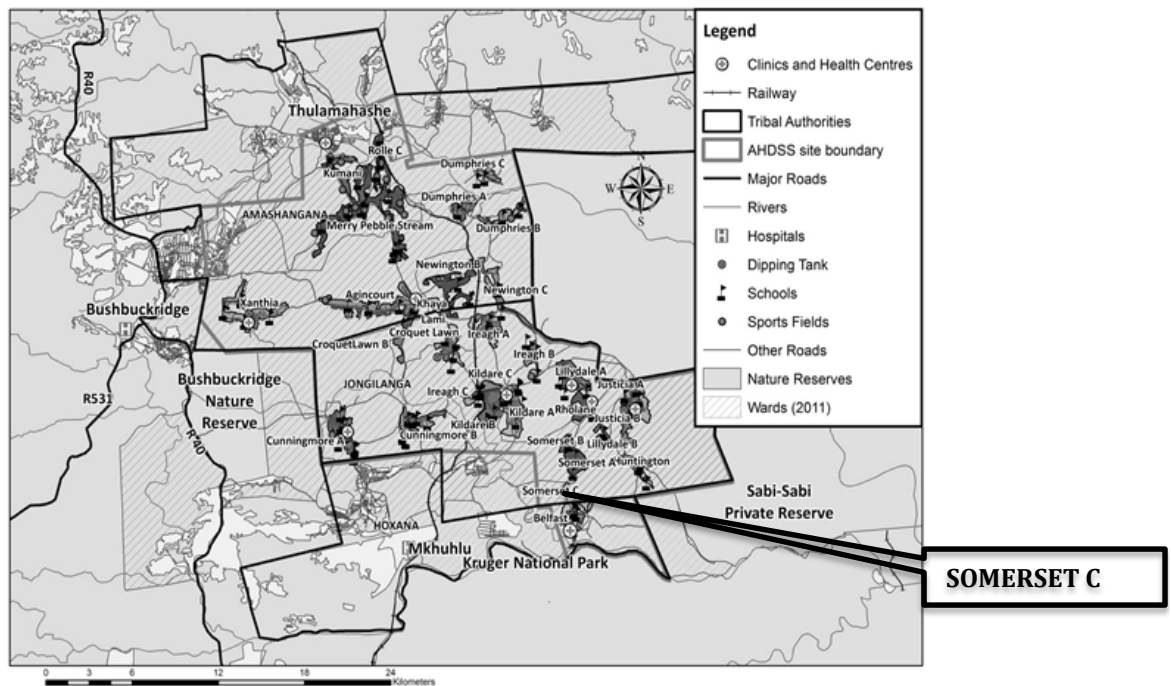 Legend
Clinics and Health Centres
Railway
Tribal Authorities
AHDSS site boundary
Major Roads
Rivers
Hospitals
Dipping Tank
Schools
Sports Fields
Other Roads
Nature Reserves
Wards (2011)
N
W
E
S
R40
Thulamahashe
Rolle C
Kumani
Dumphries C
Dumphries A
AMASHANGANA
Merry Pebble Stream
Dumphries B
Newington B
Newington C
Xanthia
Agincourt
Khaya
Lami
Bushbuckridge
Croquet Lawn
Ireagh A
CroquetLawn B
Ireagh B
Kildare C
Lillydale A
Bushbuckridge
Nature
Reserve
JONGILANGA
Ireagh C
Justicia A
R531
Kildare A
Rholane
Justicia B
KildareB
R 40
Cunningmore A
Cunningmore B
Somerset B
Lillydale B
Somerset A
Huntington
Somerset C
Sabi-Sabi
Private Reserve
HOXANA
Belfast
Mkhuhlu
Kruger National Park
SOMERSET C
0 3 6 12 18 24
Kilometers